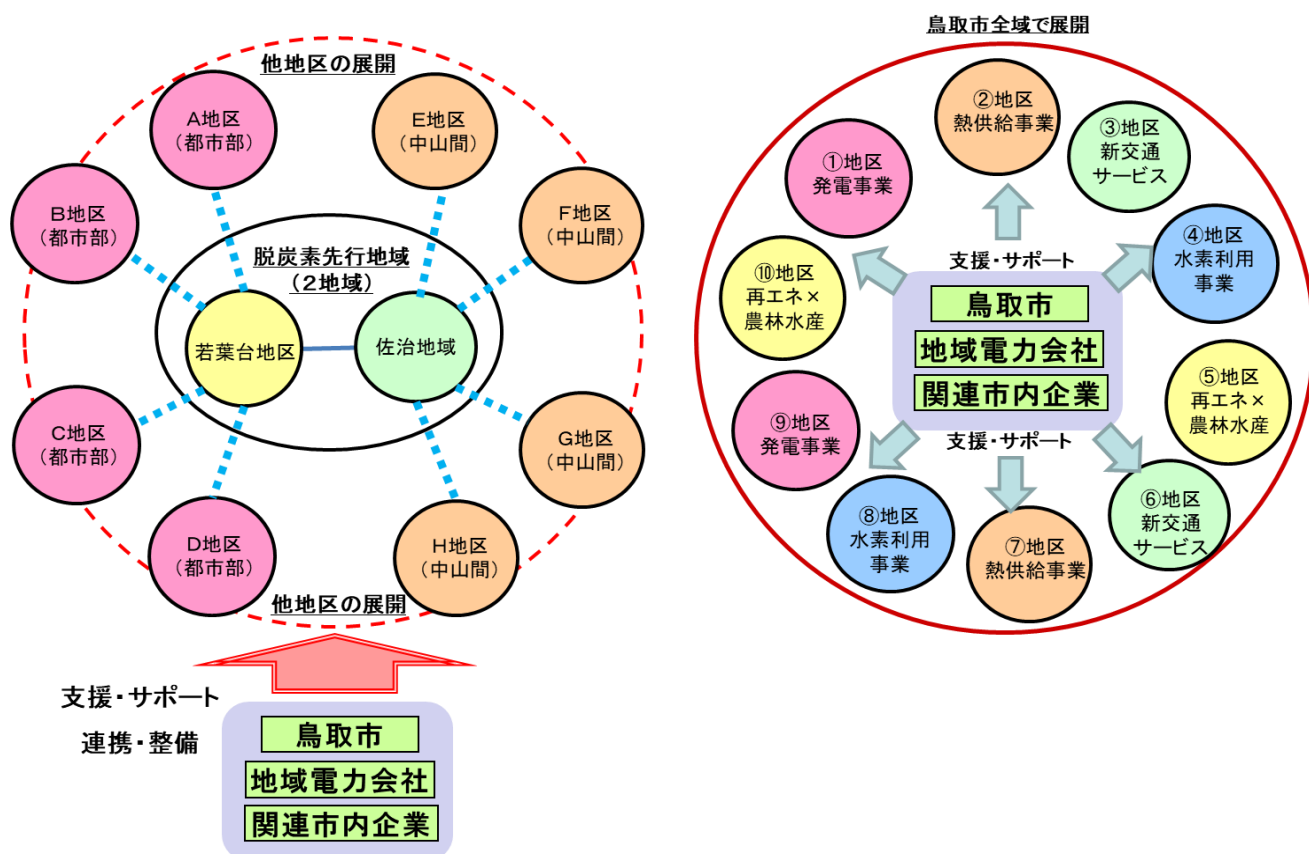 他地区の展開
A地区
（都市部）
E地区
（中山間）
B地区
（都市部）
F地区
（中山間）
脱炭素先行地域
（２地域）
若葉台地区
佐治地域
C地区
（都市部）
G地区
（中山間）
D地区
（都市部）
H地区
（中山間）
他地区の展開
支援・サポート
連携・整備
鳥取市
地域電力会社
関連市内企業
鳥取市全域で展開
①地区
発電事業
②地区
熱供給事業
③地区
新交通
サービス
④地区
水素利用
事業
⑩地区
再エネ×
農林水産
支援・サポート
鳥取市
地域電力会社
関連市内企業
支援・サポート
⑤地区
再エネ×
農林水産
⑨地区
発電事業
⑧地区
水素利用
事業
⑦地区
熱供給事業
⑥地区
新交通
サービス